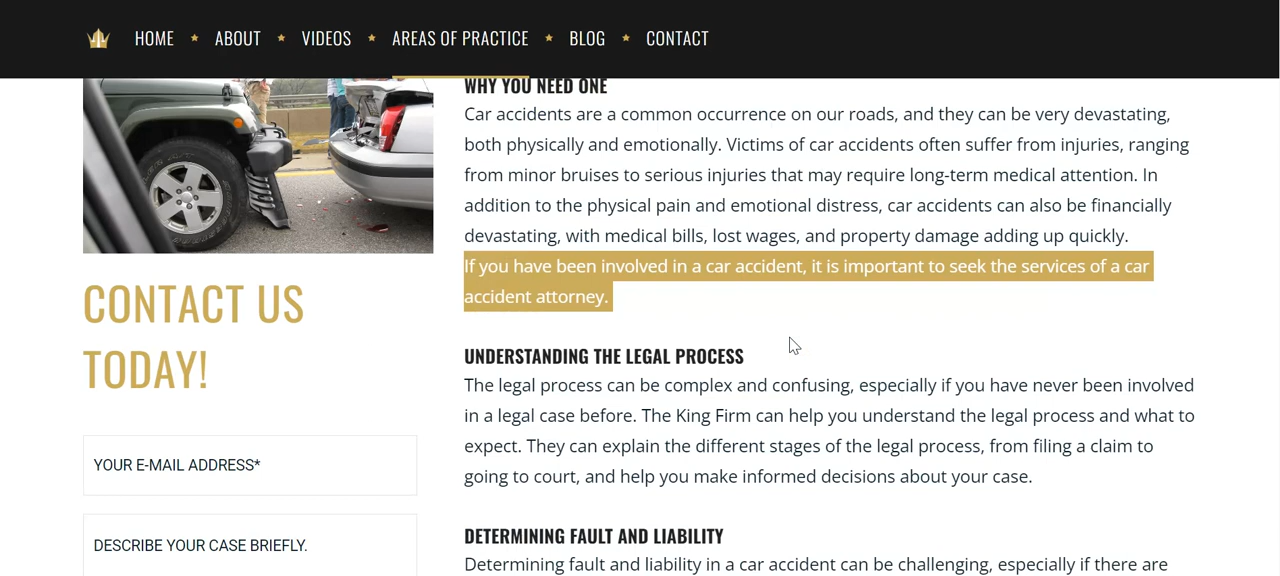 HOME ABOUT VIDEOS AREAS OF PRACTICE BLOG CONTACT
WHY YOU NEED ONE
Car accidents are a common occurrence on our roads, and they can be very devastating,
both physically and emotionally. Victims of car accidents often suffer from injuries, ranging
from minor bruises to serious injuries that may require long-term medical attention. In
addition to the physical pain and emotional distress, car accidents can also be financially
devastating, with medical bills, lost wages, and property damage adding up quickly.
If you have been involved in a car accident, it is important to seek the services of a car
accident attorney.
UNDERSTANDING THE LEGAL PROCESS
The legal process can be complex and confusing, especially if you have never been involved
in a legal case before. The King Firm can help you understand the legal process and what to
expect. They can explain the different stages of the legal process, from filing a claim to
going to court, and help you make informed decisions about your case.
DETERMINING FAULT AND LIABILITY
Determining fault and liability in a car accident can be challenging, especially if there are
CONTACT US
TODAY!
YOUR E-MAIL ADDRESS*
DESCRIBE YOUR CASE BRIEFLY.